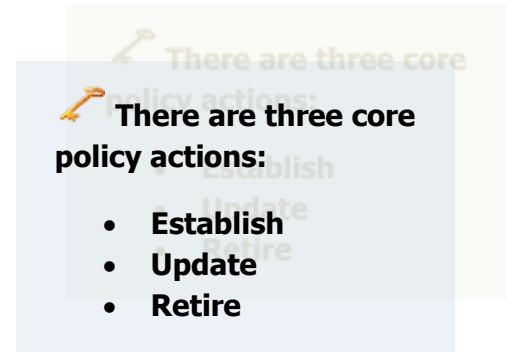 There are three core
policy actions:
• Establish
• Update
• Retire